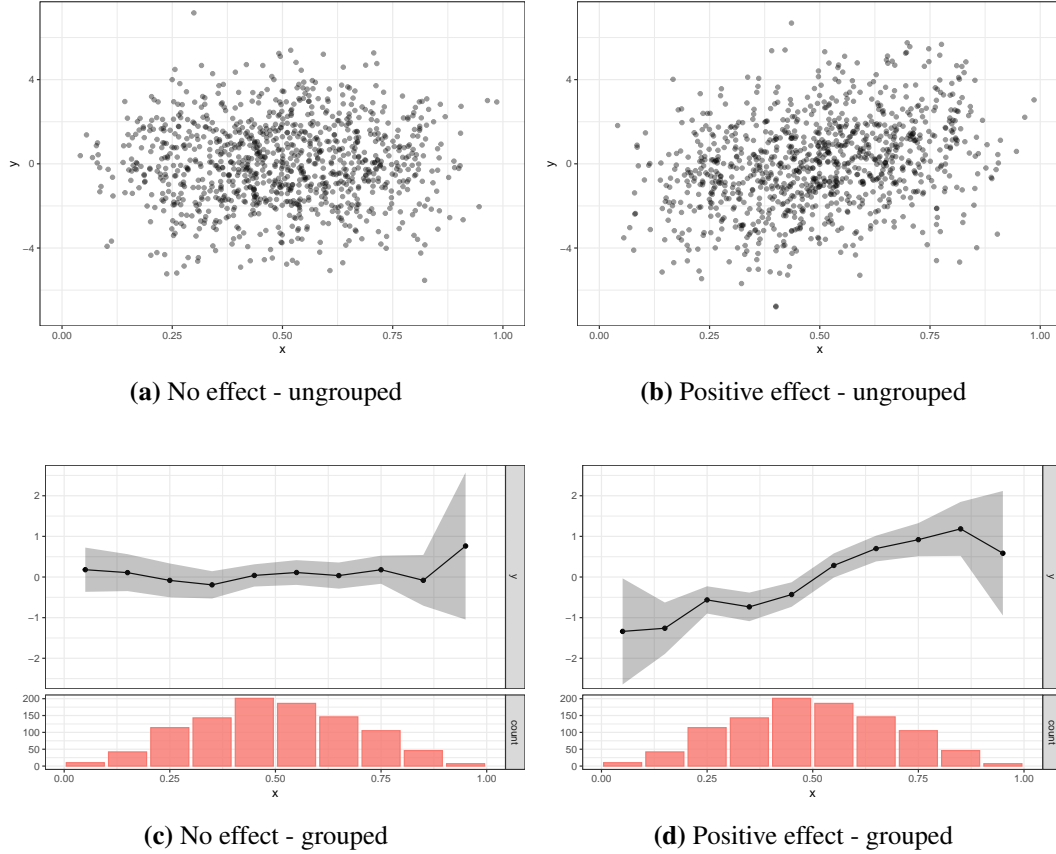 4
0
−4
y
0.00 0.25 0.50 0.75 1.00
x
4
0
−4
y
0.00 0.25 0.50 0.75 1.00
x
(a) No effect - ungrouped
(b) Positive effect - ungrouped
2
1
0
−1
−2
y
200
150
100
50
0
count
0.00 0.25 0.50 0.75 1.00
x
2
1
0
−1
−2
y
200
150
100
50
0
count
0.00 0.25 0.50 0.75 1.00
x
(c) No effect - grouped
(d) Positive effect - grouped